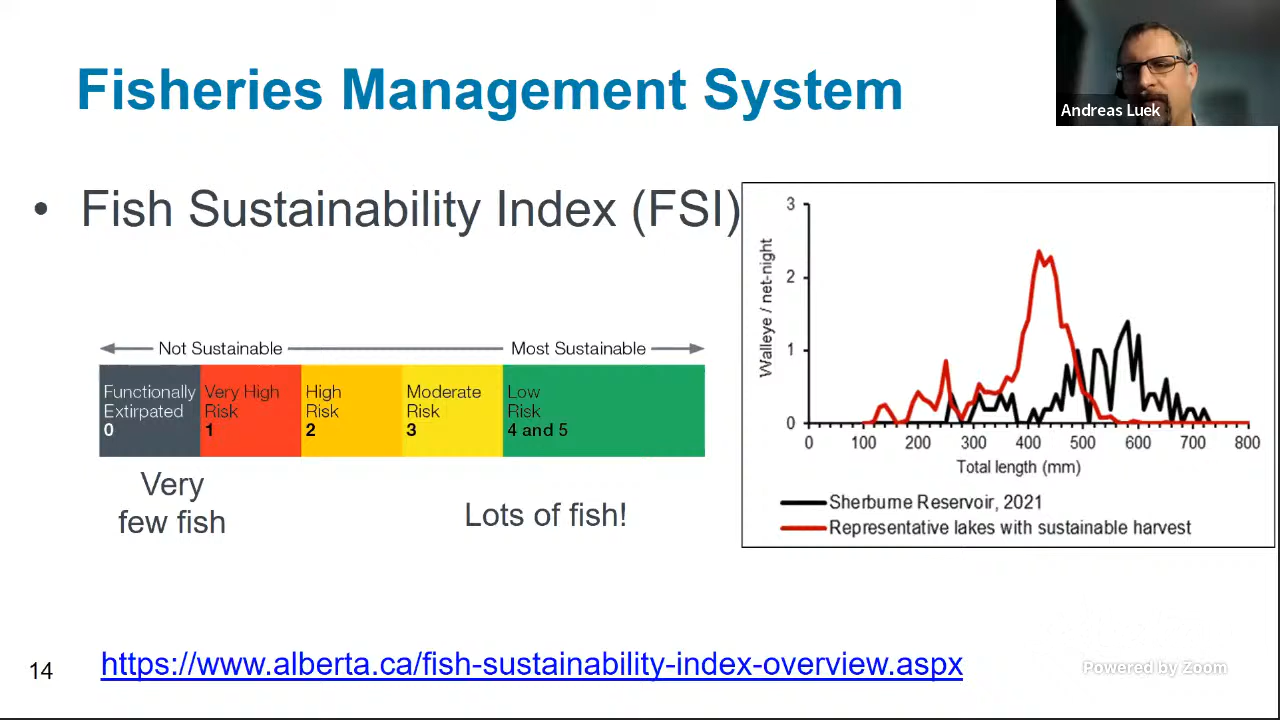 Fisheries Management System
Andreas Luek
• Fish Sustainability Index (FSI)
Not Sustainable
Most Sustainable
Functionally
Extirpated
0
Very High
Risk
1
High
Risk
2
Moderate
Risk
3
Low
Risk
4 and 5
Very
few fish
Lots of fish!
Walleye / net-night
3
2
1
0
0 100 200 300 400 500 600 700 800
Total length (mm)
Sherburne Reservoir, 2021
Representative lakes with sustainable harvest
14
https://www.alberta.ca/fish-sustainability-index-overview.aspx
Powered by Zoom